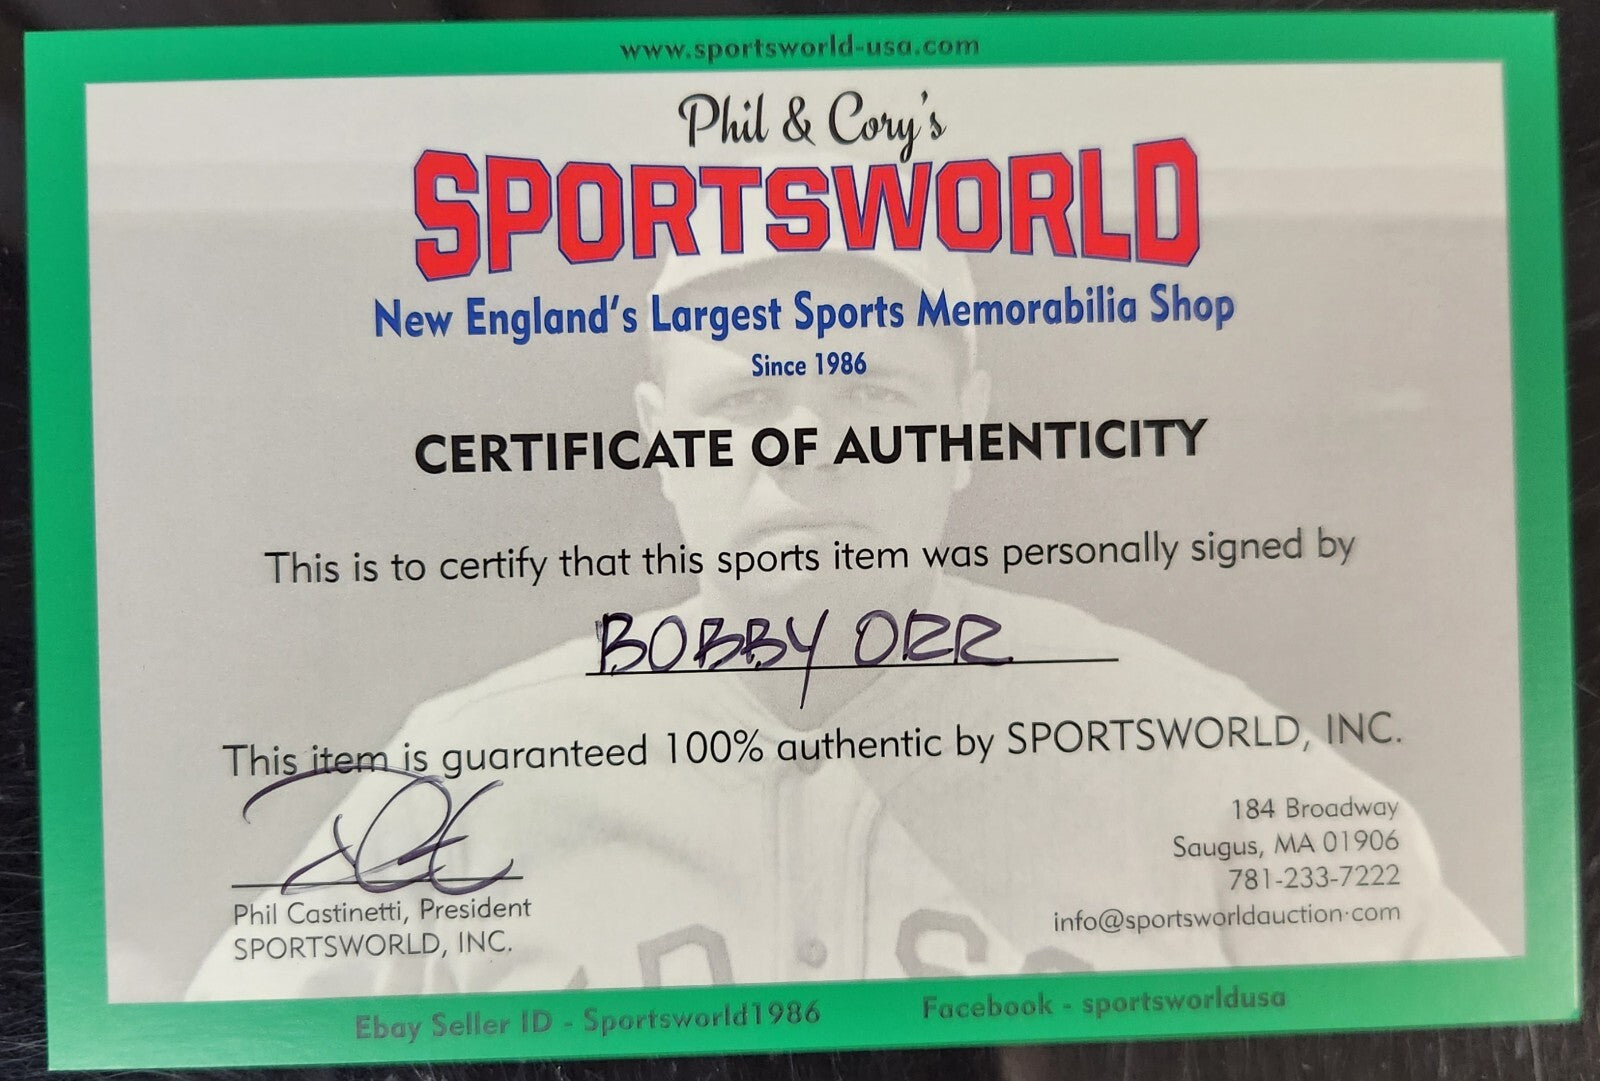 www.sportsworld-usa.com
Phil & Cory's
SPORTSWORLD
New England's Largest Sports Memorabilia Shop
Since 1986
CERTIFICATE OF AUTHENTICITY
This is to certify that this sports item was personally signed by
BOBBY ORR
This item is guaranteed 100% authentic by SPORTSWORLD, INC.
Phil Castinetti, President
SPORTSWORLD, INC.
184 Broadway
Saugus, MA 01906
781-233-7222
info@sportsworldauction.com
Ebay Seller ID - Sportsworld1986
Facebook - sportsworldusa